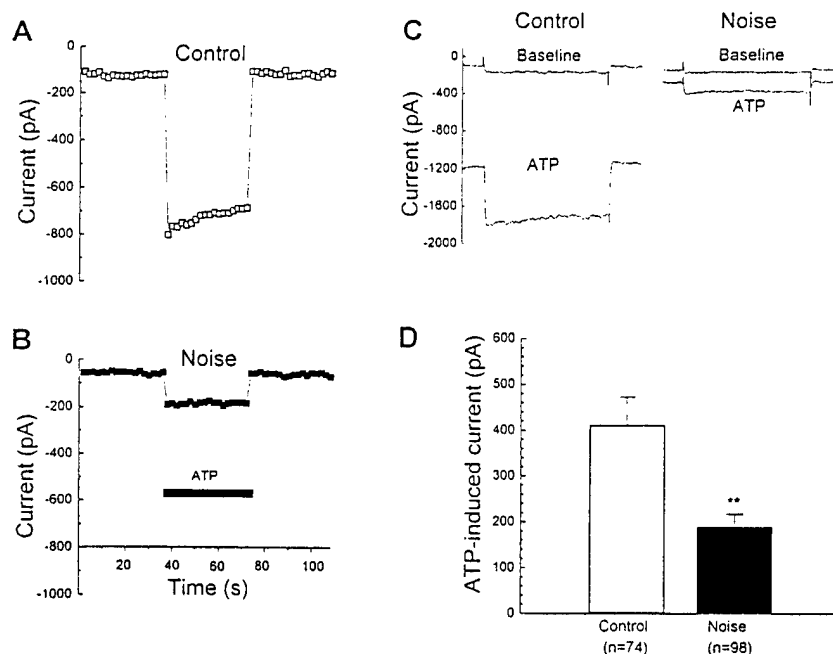 A
Control
0
-200
-400
-600
-800
-1000
Current (pA)
B
Noise
0
-200
-400
-600
-800
-1000
Current (pA)
ATP
20 40 60 80 100
Time (s)
C
Control Noise
0
-400
-1200
-2000
Current (pA)
Baseline Baseline
ATP
ATP
D
600
500
400
300
200
100
0
ATP-induced current (pA)
**
Control Noise
(n=74) (n=98)